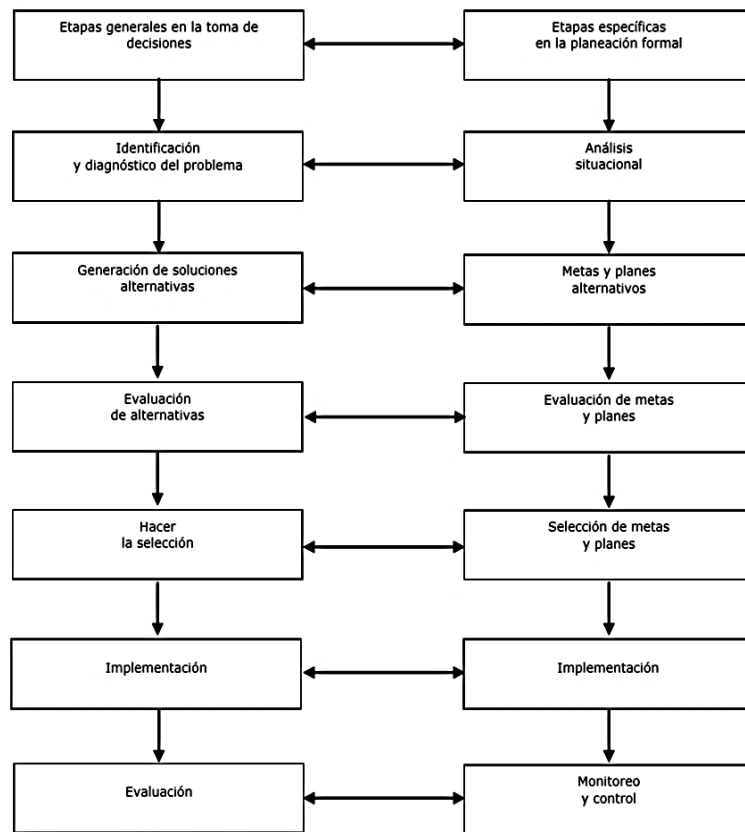 Etapas generales en la toma de
decisiones
Etapas específicas
en la planeación formal
Identificación
y diagnóstico del problema
Análisis
situacional
Generación de soluciones
alternativas
Metas y planes
alternativos
Evaluación
de alternativas
Evaluación de metas
y planes
Hacer
la selección
Selección de metas
y planes
Implementación
Implementación
Evaluación
Monitoreo
y control